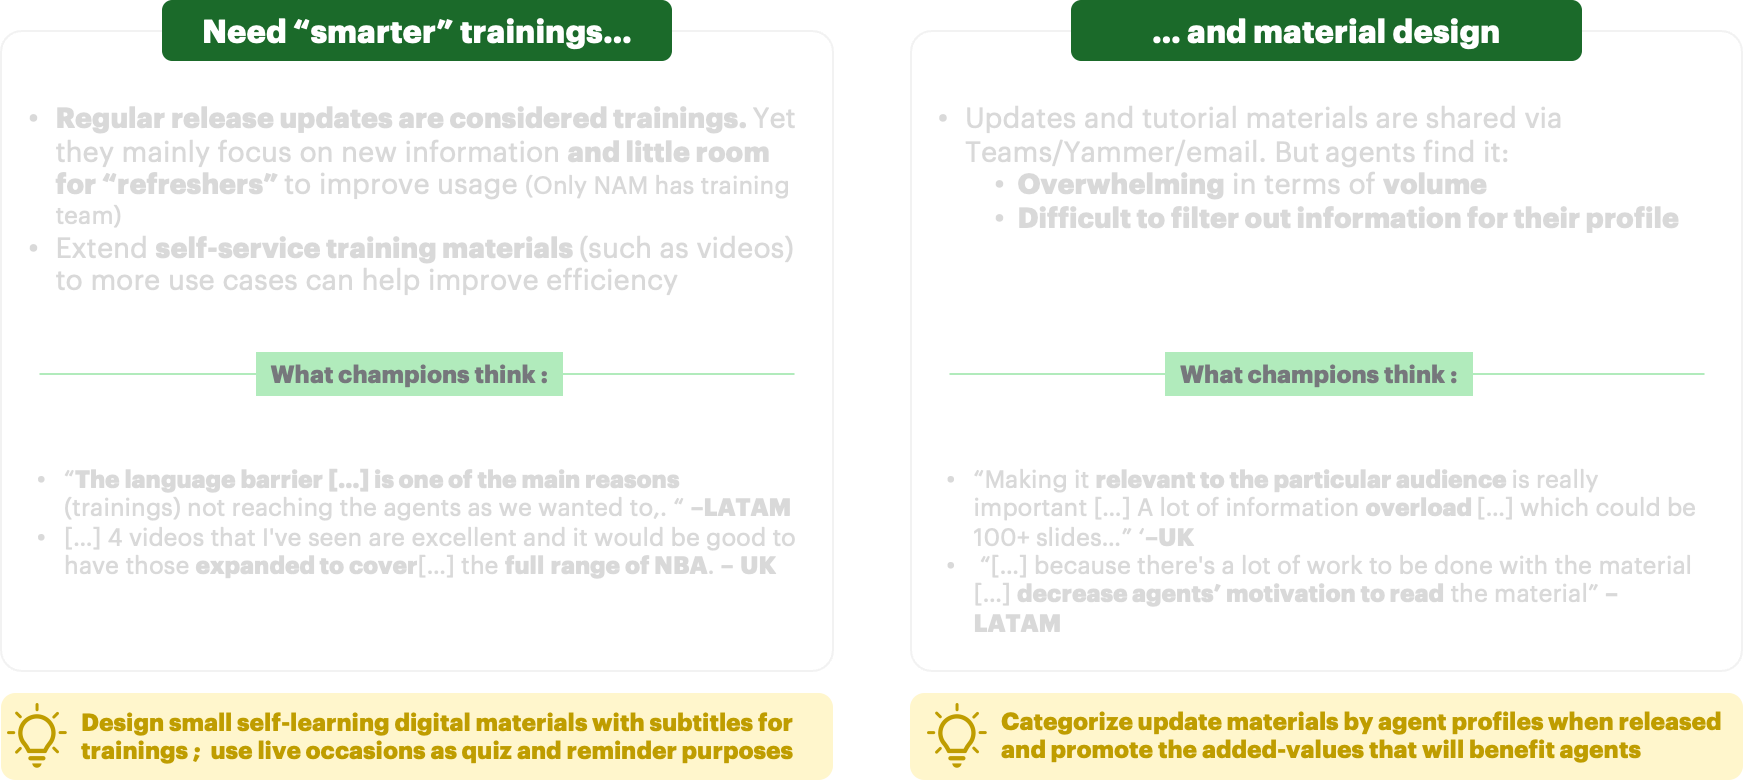 Need “smarter” trainings...
• Regular release updates are considered trainings. Yet
they mainly focus on new information and little room
for “refreshers” to improve usage (Only NAM has training
team)
• Extend self-service training materials (such as videos)
to more use cases can help improve efficiency
What champions think :
• “The language barrier [...] is one of the main reasons
(trainings) not reaching the agents as we wanted to,. “ –LATAM
• [...] 4 videos that I've seen are excellent and it would be good to
have those expanded to cover[...] the full range of NBA. – UK
Design small self-learning digital materials with subtitles for
trainings ; use live occasions as quiz and reminder purposes
... and material design
• Updates and tutorial materials are shared via
Teams/Yammer/email. But agents find it:
• Overwhelming in terms of volume
• Difficult to filter out information for their profile
What champions think :
• “Making it relevant to the particular audience is really
important [...] A lot of information overload [...] which could be
100+ slides...” ‘–UK
• “[...] because there's a lot of work to be done with the material
[...] decrease agents’ motivation to read the material” –
LATAM
Categorize update materials by agent profiles when released
and promote the added-values that will benefit agents